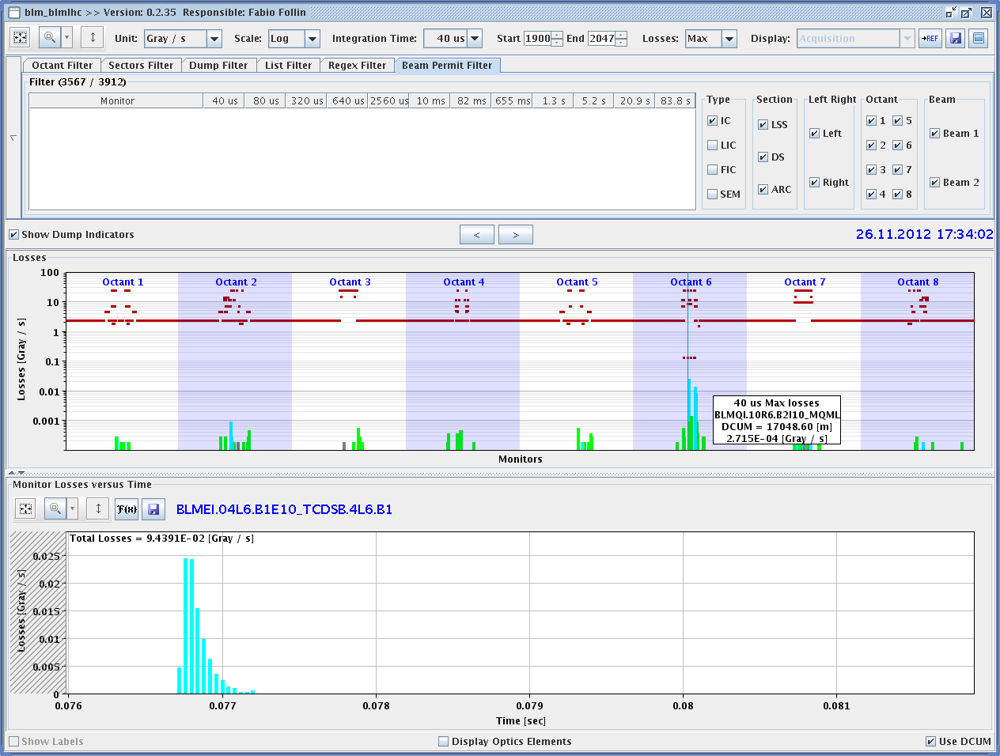 blm_blmlhc >> Version: 0.2.35 Responsible: Fabio Follin
Unit: Gray / s Scale: Log Integration Time: 40 us Start 1900 End 2047 Losses: Max Display: Acquisition →REF
Octant Filter Sectors Filter Dump Filter List Filter Regex Filter Beam Permit Filter
Filter (3567 / 3912)
Monitor 40 us 80 us 320 us 640 us 2560 us 10 ms 82 ms 655 ms 1.3 s 5.2 s 20.9 s 83.8 s
Type Section Left Right Octant Beam
IC LSS Left 1 5 Beam 1
LIC DS 2 6
FIC Right 3 7 Beam 2
SEM ARC 4 8
Show Dump Indicators < > 26.11.2012 17:34:02
Losses
Octant 1 Octant 2 Octant 3 Octant 4 Octant 5 Octant 6 Octant 7 Octant 8
100
10
1
0.1
0.01
0.001
Losses [Gray / s]
40 us Max losses
BLMQI.10R6.B2I10_MQML
DCUM = 17048.60 [m]
2.715E-04 [Gray / s]
Monitors
Monitor Losses versus Time
F(x) BLMEI.04L6.B1E10_TCDSB.4L6.B1
Total Losses = 9.4391E-02 [Gray / s]
0.025
0.02
0.015
0.01
0.005
0
Losses [Gray / s]
0.076 0.077 0.078 0.079 0.08 0.081
Time [sec]
Show Labels Display Optics Elements Use DCUM